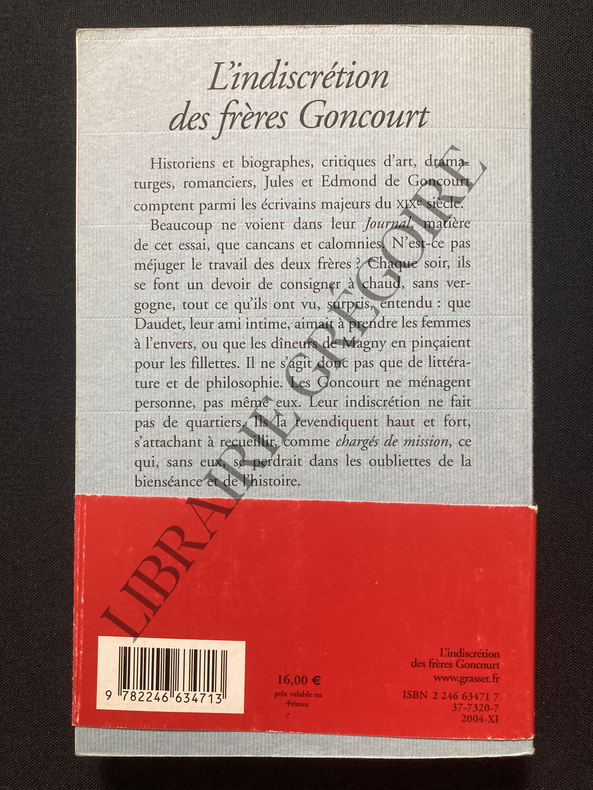 L'indiscrétion
des frères Goncourt
Historiens et biographes, critiques d'art, drama-
turges, romanciers, Jules et Edmond de Goncourt
comptent parmi les écrivains majeurs du XIXe siècle.
Beaucoup ne voient dans leur Journal, matière
de cet essai, que cancans et calomnies. N'est-ce pas
méjuger le travail des deux frères ? Chaque soir, ils
se font un devoir de consigner à chaud, sans ver-
gogne, tout ce qu'ils ont vu, surpris, entendu : que
Daudet, leur ami intime, aimait à prendre les femmes
à l'envers, ou que les dîneurs de Magny en pinçaient
pour les fillettes. Il ne s'agit donc pas que de littéra-
ture et de philosophie. Les Goncourt ne ménagent
personne, pas même eux. Leur indiscrétion ne fait
pas de quartiers. Ils la revendiquent haut et fort,
s'attachant à recueillir, comme chargés de mission, ce
qui, sans eux, se perdrait dans les oubliettes de la
bienséance et de l'histoire.
LIBRAIRIE GRÉGOIRE
9 782246 634713
16,00 €
prix valable en
France
L'indiscrétion
des frères Goncourt
www.grasset.fr
ISBN 2 246 63471 7
37-7320-7
2004-XI